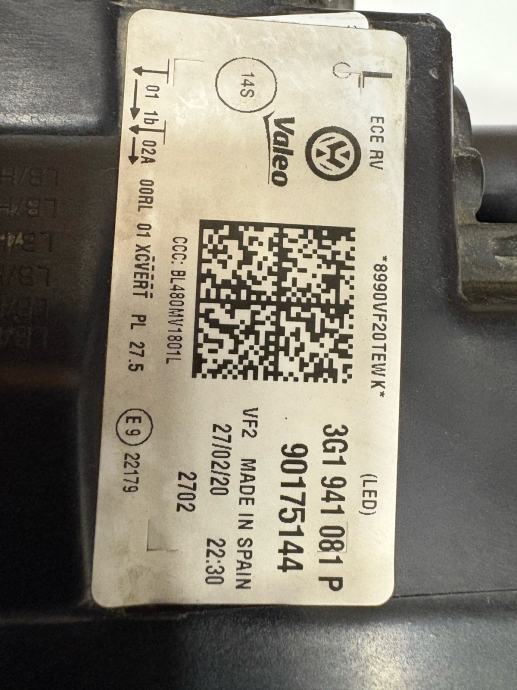 L
ECE RV
14S
Valeo
*8990VF20TEWK*
3G1 941 081 P
(LED)
90175144
VF2 MADE IN SPAIN
27/02/20 22:30
2702
CCC: BL480MV1801L
01 1b 02A 00RL 01 XCVERT PL 27.5
E9 22179